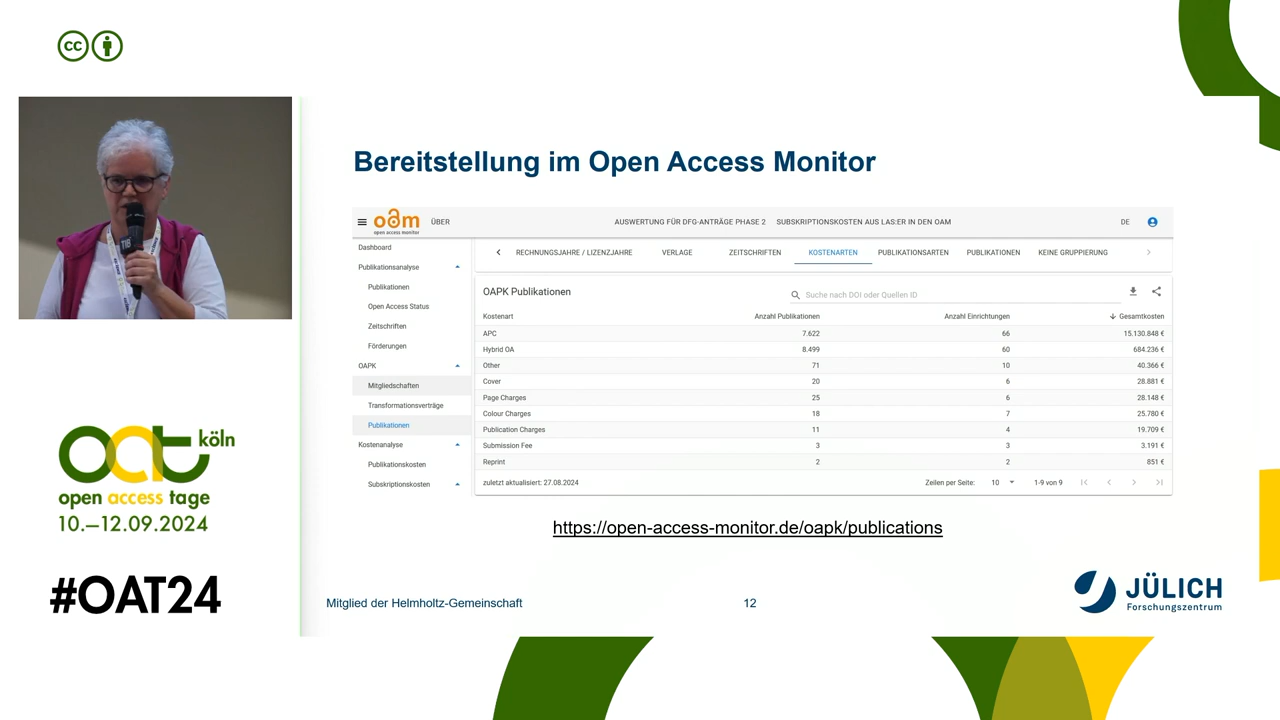 cc
TIB
Bereitstellung im Open Access Monitor
oam
open access monitor
ÜBER
AUSWERTUNG FÜR DFG-ANTRÄGE PHASE 2 SUBSKRIPTIONSKOSTEN AUS LAS:ER IN DEN OAM
DE
Dashboard
Publikationsanalyse
Publikationen
Open Access Status
Zeitschriften
Förderungen
OAPK
Mitgliedschaften
Transformationsverträge
Publikationen
Kostenanalyse
Publikationskosten
Subskriptionskosten
RECHNUNGSJAHRE / LIZENZJAHRE VERLAGE ZEITSCHRIFTEN KOSTENARTEN PUBLIKATIONSARTEN PUBLIKATIONEN KEINE GRUPPIERUNG
OAPK Publikationen
Suche nach DOI oder Quellen ID
Kostenart Anzahl Publikationen Anzahl Einrichtungen Gesamtkosten
APC 7.622 66 15.130.848 €
Hybrid OA 8.499 60 684.236 €
Other 71 10 40.366 €
Cover 20 6 28.881 €
Page Charges 25 6 28.148 €
Colour Charges 18 7 25.780 €
Publication Charges 11 4 19.709 €
Submission Fee 3 3 3.191 €
Reprint 2 2 851 €
zuletzt aktualisiert: 27.08.2024 Zeilen per Seite: 10 1-9 von 9
https://open-access-monitor.de/oapk/publications
oat köln
open access tage
10.–12.09.2024
#OAT24
Mitglied der Helmholtz-Gemeinschaft
12
JÜLICH
Forschungszentrum